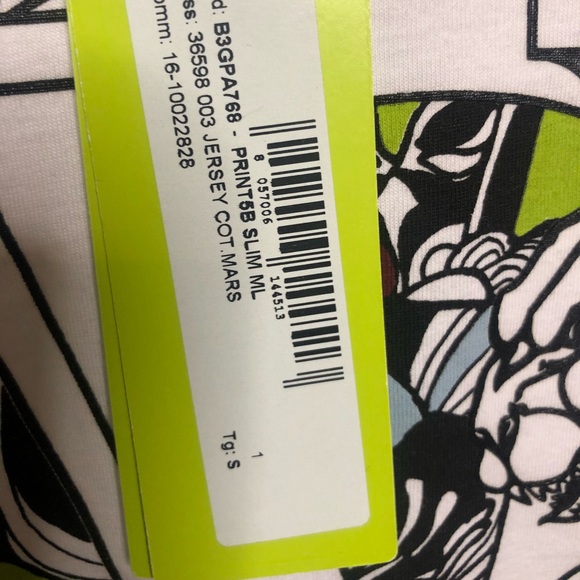 d: B3GPA768 - PRINT5B SLIM ML
ss: 36598 003 JERSEY COT.MARS
omm: 16-10022828
8 057006 144513
1
Tg: S